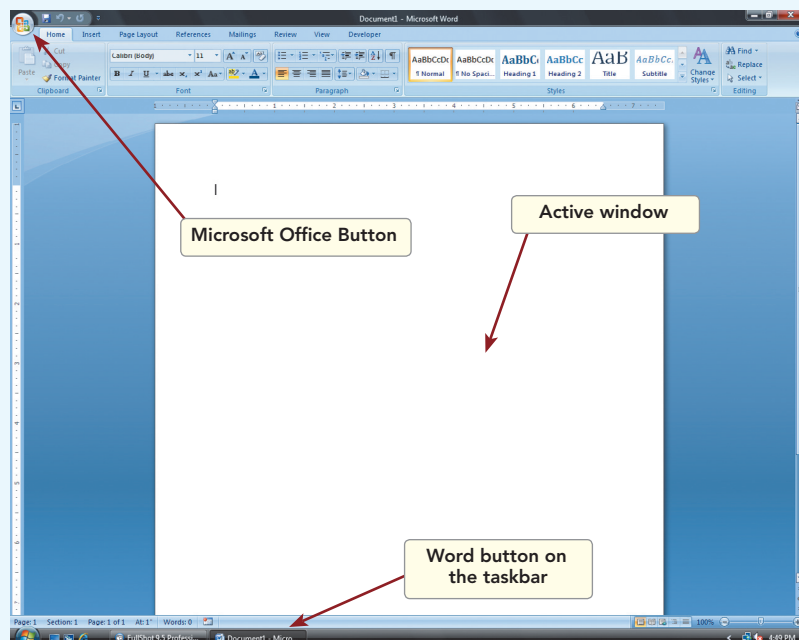 Document1 - Microsoft Word
Home Insert Page Layout References Mailings Review View Developer
Cut
Copy
Format Painter
Paste
Clipboard
Calibri (Body) 11
Font
Paragraph
AaBbCcDc AaBbCcDc AaBbC AaBbCc AaB AaBbCc.
¶ Normal ¶ No Spaci... Heading 1 Heading 2 Title Subtitle
Change
Styles
Styles
Find
Replace
Select
Editing
Microsoft Office Button
Active window
Word button on
the taskbar
Page: 1 Section: 1 Page: 1 of 1 At: 1" Words: 0 100%
FullShot 9.5 Professi... Document1 - Micro... 4:49 PM